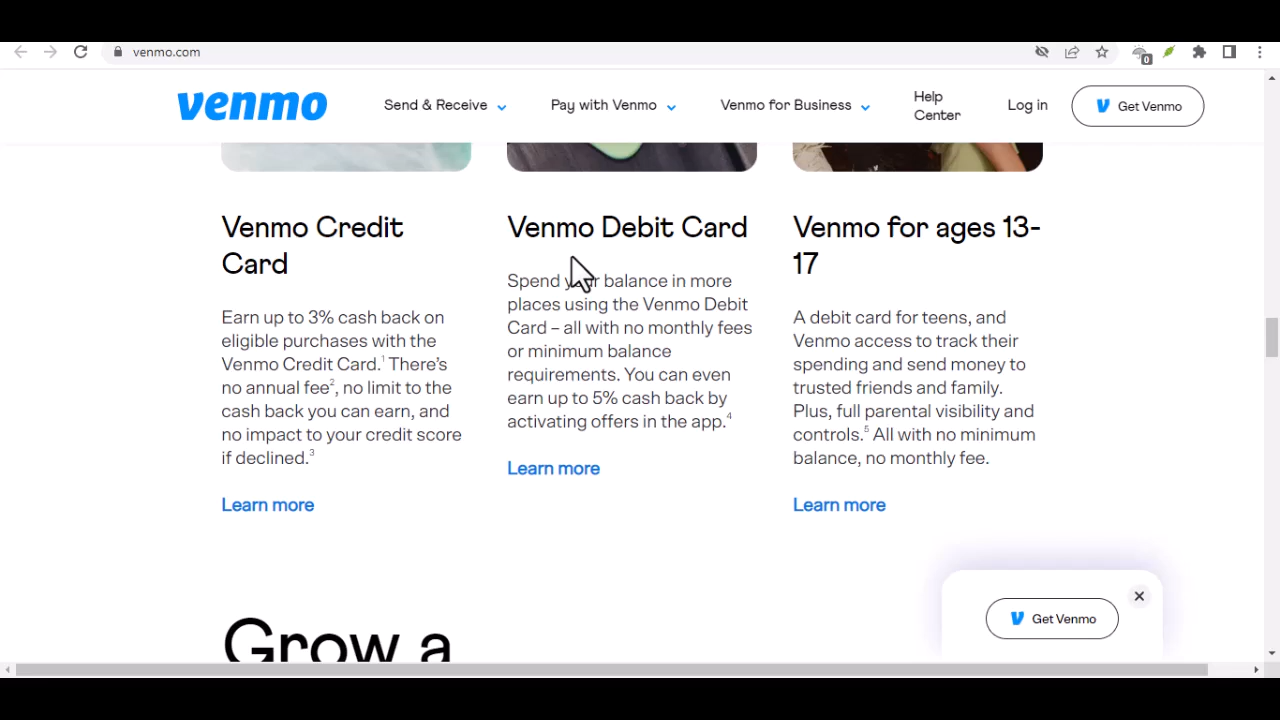 venmo.com
0
venmo
Send & Receive
Pay with Venmo
Venmo for Business
Help
Center
Log in
Get Venmo
Venmo Credit
Card
Earn up to 3% cash back on
eligible purchases with the
Venmo Credit Card.1 There's
no annual fee2, no limit to the
cash back you can earn, and
no impact to your credit score
if declined.3
Learn more
Venmo Debit Card
Spend your balance in more
places using the Venmo Debit
Card – all with no monthly fees
or minimum balance
requirements. You can even
earn up to 5% cash back by
activating offers in the app.4
Learn more
Venmo for ages 13-
17
A debit card for teens, and
Venmo access to track their
spending and send money to
trusted friends and family.
Plus, full parental visibility and
controls.5 All with no minimum
balance, no monthly fee.
Learn more
Grow a
Get Venmo